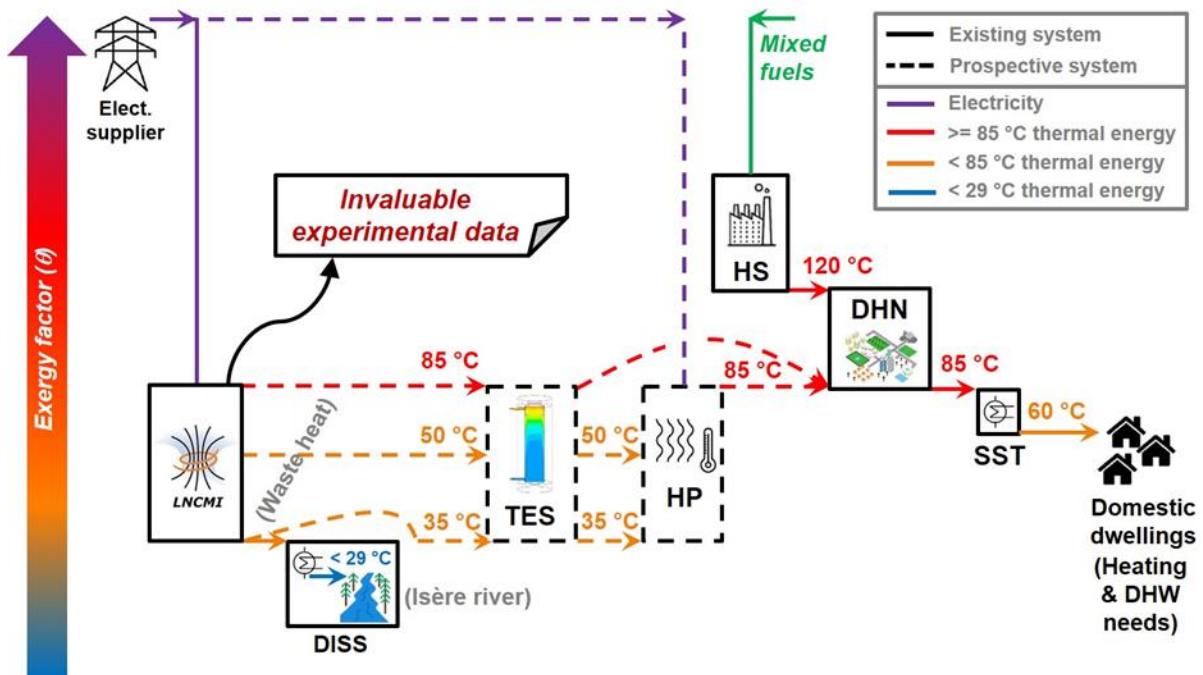 Exergy factor (θ)
Elect.
supplier
Mixed
fuels
Existing system
Prospective system
Electricity
>= 85 °C thermal energy
< 85 °C thermal energy
< 29 °C thermal energy
Invaluable
experimental data
HS
120 °C
DHN
85 °C
85 °C
85 °C
60 °C
SST
LNCMI
(Waste heat)
50 °C
50 °C
TES
HP
35 °C
35 °C
< 29 °C
(Isère river)
DISS
Domestic
dwellings
(Heating
& DHW
needs)